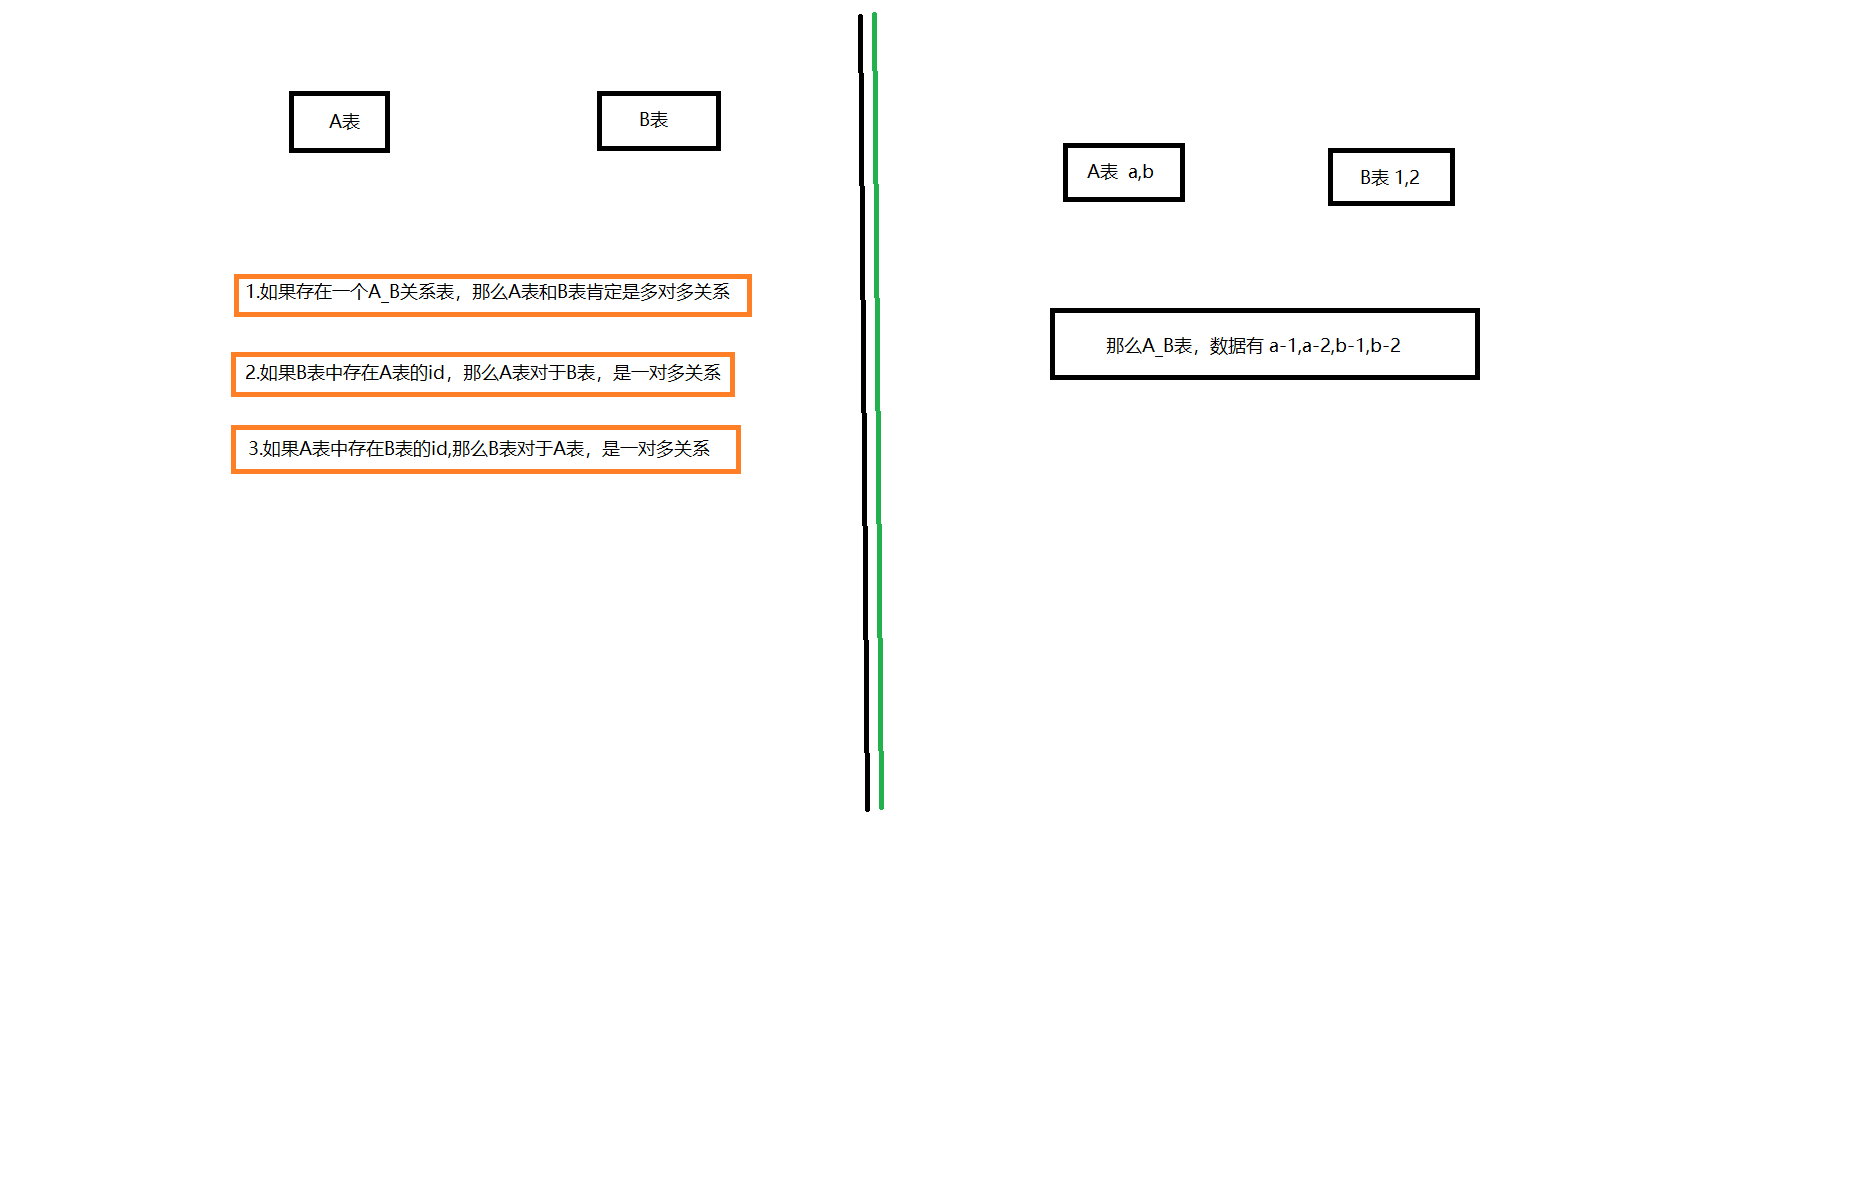 A表
B表
1.如果存在一个A_B关系表，那么A表和B表肯定是多对多关系
2.如果B表中存在A表的id，那么A表对于B表，是一对多关系
3.如果A表中存在B表的id,那么B表对于A表，是一对多关系
A表  a,b
B表 1,2
那么A_B表，数据有 a-1,a-2,b-1,b-2